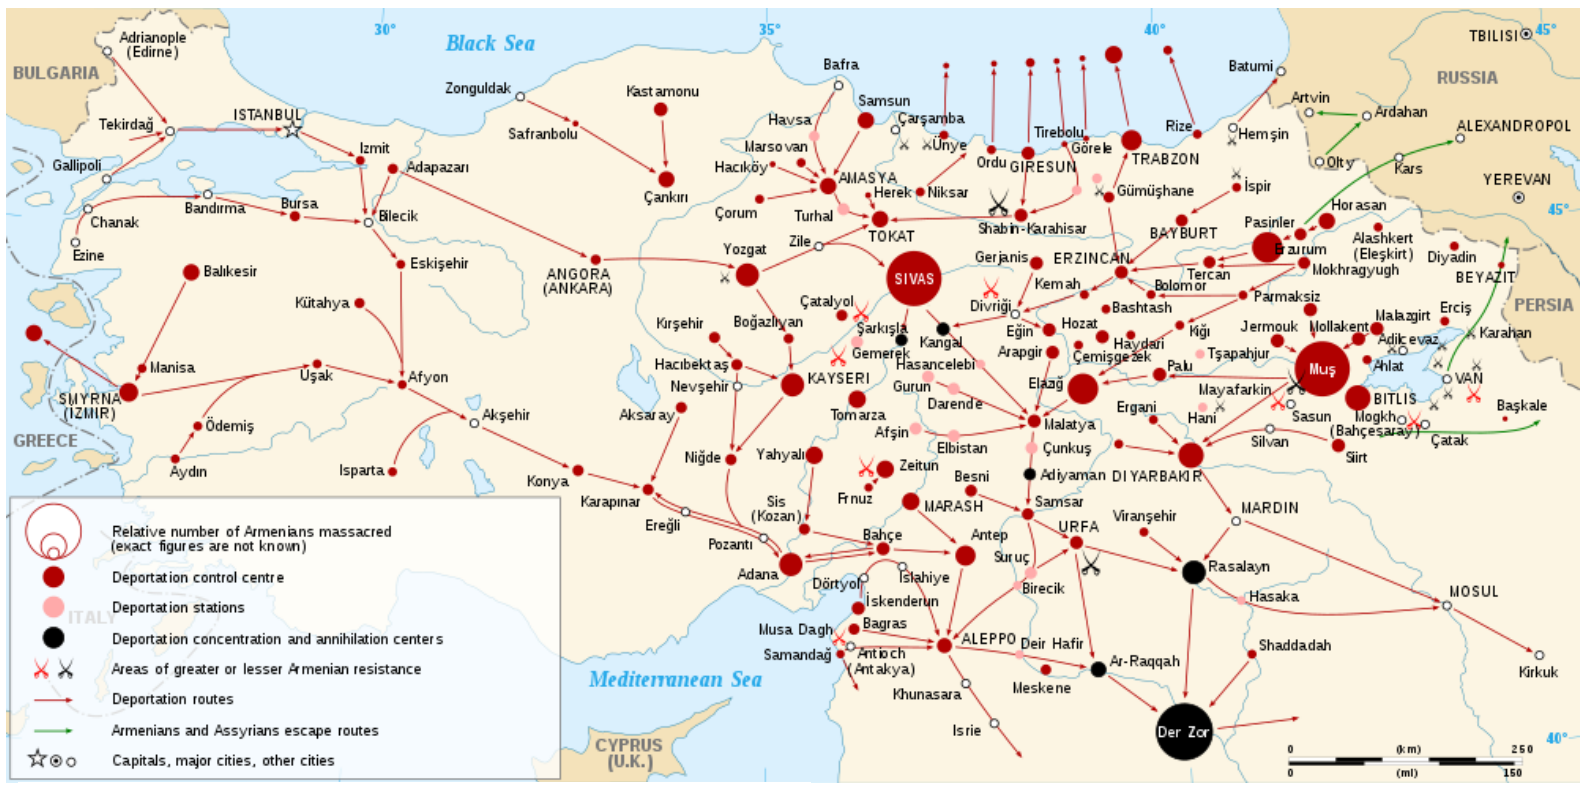 30°
35°
40°
45°
Black Sea
TBILISI
Adrianople
(Edirne)
BULGARIA
RUSSIA
Bafra
Batumi
Zonguldak
Kastamonu
Samsun
Artvin
Ardahan
ISTANBUL
Tekirdağ
Safranbolu
Havsa
Çarşamba
Tirebolu
Rize
Hemşin
ALEXANDROPOL
Marsovan
Ünye
Ordu
Görele
TRABZON
Izmit
Adapazarı
Gallipoli
Hacıköy
GIRESUN
Olty
Kars
AMASYA
Herek
Niksar
Gümüşhane
İspir
YEREVAN
Çankırı
Bandırma
Bursa
Chanak
Bilecik
Çorum
Turhal
TOKAT
Shabin-Karahisar
BAYBURT
Pasinler
Horasan
45°
Ezine
Yozgat
Zile
Erzurum
Alashkert
(Eleşkirt)
Diyadin
Balıkesir
Eskişehir
ANGORA
(ANKARA)
SIVAS
Gerjanis
ERZINCAN
Tercan
Mokhragyugh
BEYAZIT
Kemah
Bolomor
Kütahya
Çatalyol
Divriği
Bashtash
Parmaksiz
PERSIA
Kırşehir
Boğazlıyan
Şarkışla
Kangal
Eğin
Hozat
Kiğı
Jermouk
Mollakent
Malazgirt
Erciş
Karahan
Gemerek
Arapgir
Haydari
Çemişgezek
Tşapahjur
Adilcevaz
Manisa
Uşak
Afyon
Hacıbektaş
Nevşehir
KAYSERI
Hasancelebi
Gurun
Elazığ
Palu
Muş
Ahlat
VAN
SMYRNA
(IZMIR)
Darende
Mayafarkin
BITLIS
Akşehir
Aksaray
Tomarza
Ergani
Hani
Sasun
Mogkh
(Bahçesaray)
Başkale
Ödemiş
Afşin
Elbistan
Malatya
Silvan
Çatak
GREECE
Çunkuş
Aydın
Isparta
Konya
Niğde
Yahyalı
Zeitun
Besni
Adiyaman
DIYARBAKIR
Siirt
Karapınar
Frnuz
Sis
(Kozan)
MARASH
Samsar
URFA
Viranşehir
MARDIN
Ereğli
Pozantı
Bahçe
Antep
Suruç
Adana
Dörtyol
İslahiye
Birecik
Rasalayn
Hasaka
MOSUL
İskenderun
Musa Dagh
Bagras
ALEPPO
Deir Hafir
Shaddadah
Samandağ
Antioch
(Antakya)
Ar-Raqqah
Kirkuk
Mediterranean Sea
Khunasara
Meskene
Isrie
Der Zor
CYPRUS
(U.K.)
40°
ITALY
Relative number of Armenians massacred
(exact figures are not known)
Deportation control centre
Deportation stations
Deportation concentration and annihilation centers
Areas of greater or lesser Armenian resistance
Deportation routes
Armenians and Assyrians escape routes
Capitals, major cities, other cities
0 (km) 250
0 (mi) 150